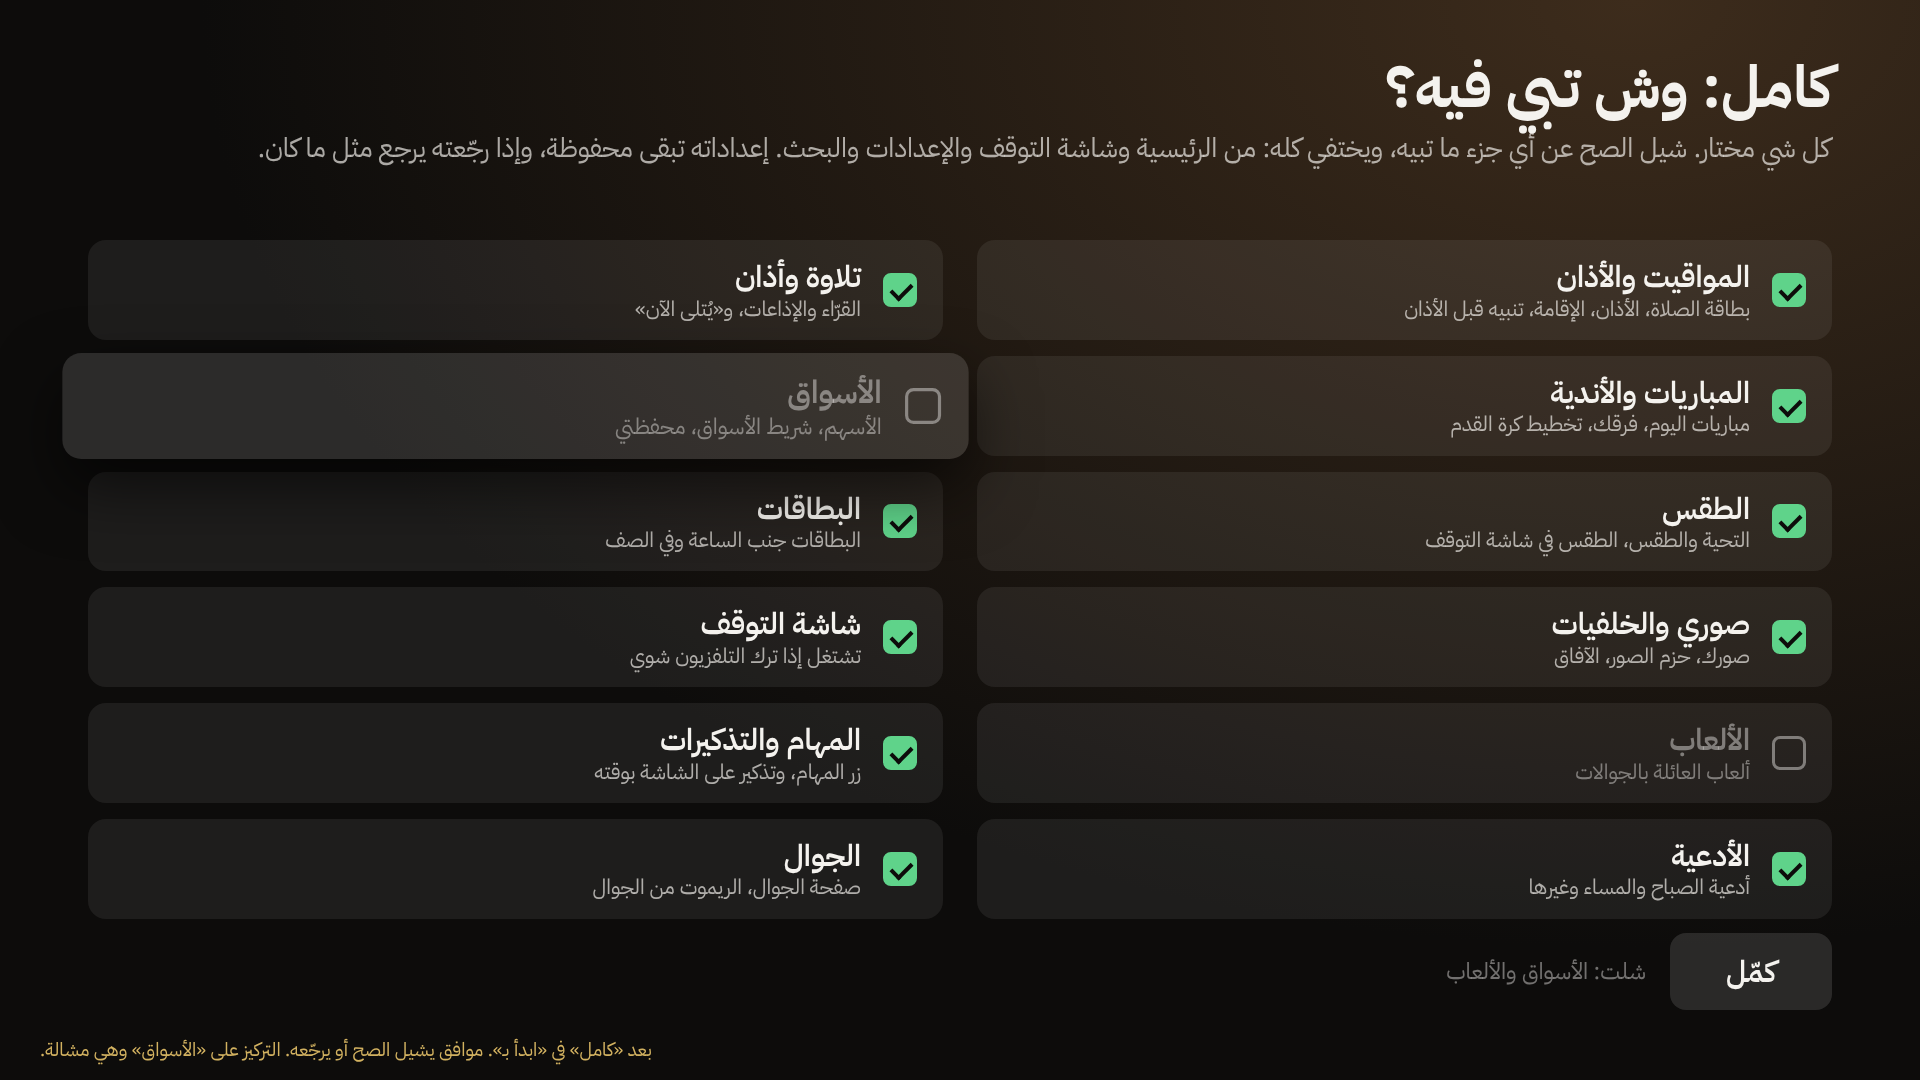 كامل: وش تبي فيه؟
كل شي مختار. شيل الصح عن أي جزء ما تبيه، ويختفي كله: من الرئيسية وشاشة التوقف والإعدادات والبحث. إعداداته تبقى محفوظة، وإذا رجّعته يرجع مثل ما كان.
المواقيت والأذان
بطاقة الصلاة، الأذان، الإقامة، تنبيه قبل الأذان
تلاوة وأذان
القرّاء والإذاعات، و«يُتلى الآن»
المباريات والأندية
مباريات اليوم، فرقك، تخطيط كرة القدم
الأسواق
الأسهم، شريط الأسواق، محفظتي
الطقس
التحية والطقس، الطقس في شاشة التوقف
البطاقات
البطاقات جنب الساعة وفي الصف
صوري والخلفيات
صورك، حزم الصور، الآفاق
شاشة التوقف
تشتغل إذا ترك التلفزيون شوي
الألعاب
ألعاب العائلة بالجوالات
المهام والتذكيرات
زر المهام، وتذكير على الشاشة بوقته
الأدعية
أدعية الصباح والمساء وغيرها
الجوال
صفحة الجوال، الريموت من الجوال
كمّل
شلت: الأسواق والألعاب
بعد «كامل» في «ابدأ بـ». موافق يشيل الصح أو يرجّعه. التركيز على «الأسواق» وهي مشالة.